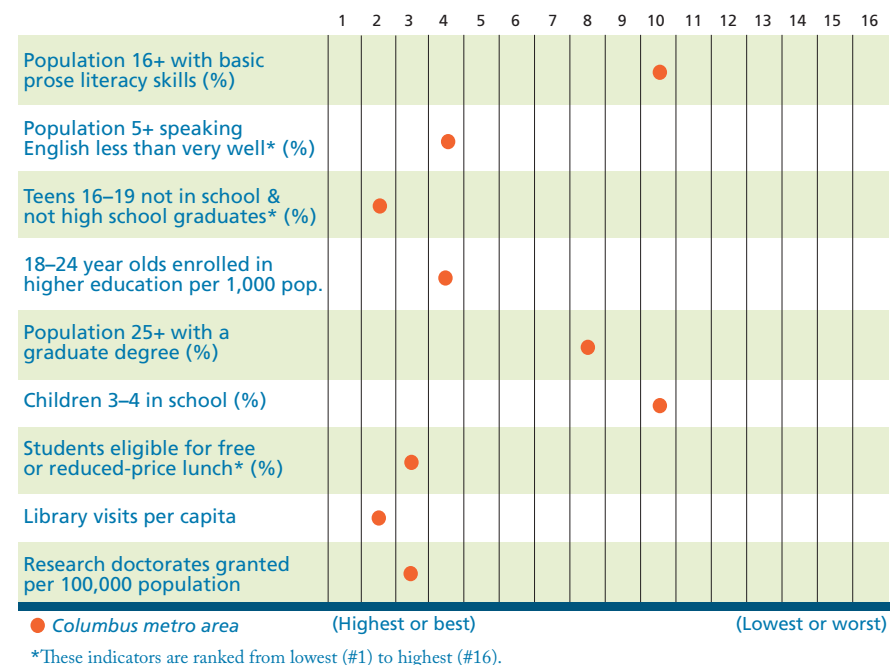 1 2 3 4 5 6 7 8 9 10 11 12 13 14 15 16
Population 16+ with basic
prose literacy skills (%)
Population 5+ speaking
English less than very well* (%)
Teens 16–19 not in school &
not high school graduates* (%)
18–24 year olds enrolled in
higher education per 1,000 pop.
Population 25+ with a
graduate degree (%)
Children 3–4 in school (%)
Students eligible for free
or reduced-price lunch* (%)
Library visits per capita
Research doctorates granted
per 100,000 population
Columbus metro area (Highest or best) (Lowest or worst)
*These indicators are ranked from lowest (#1) to highest (#16).